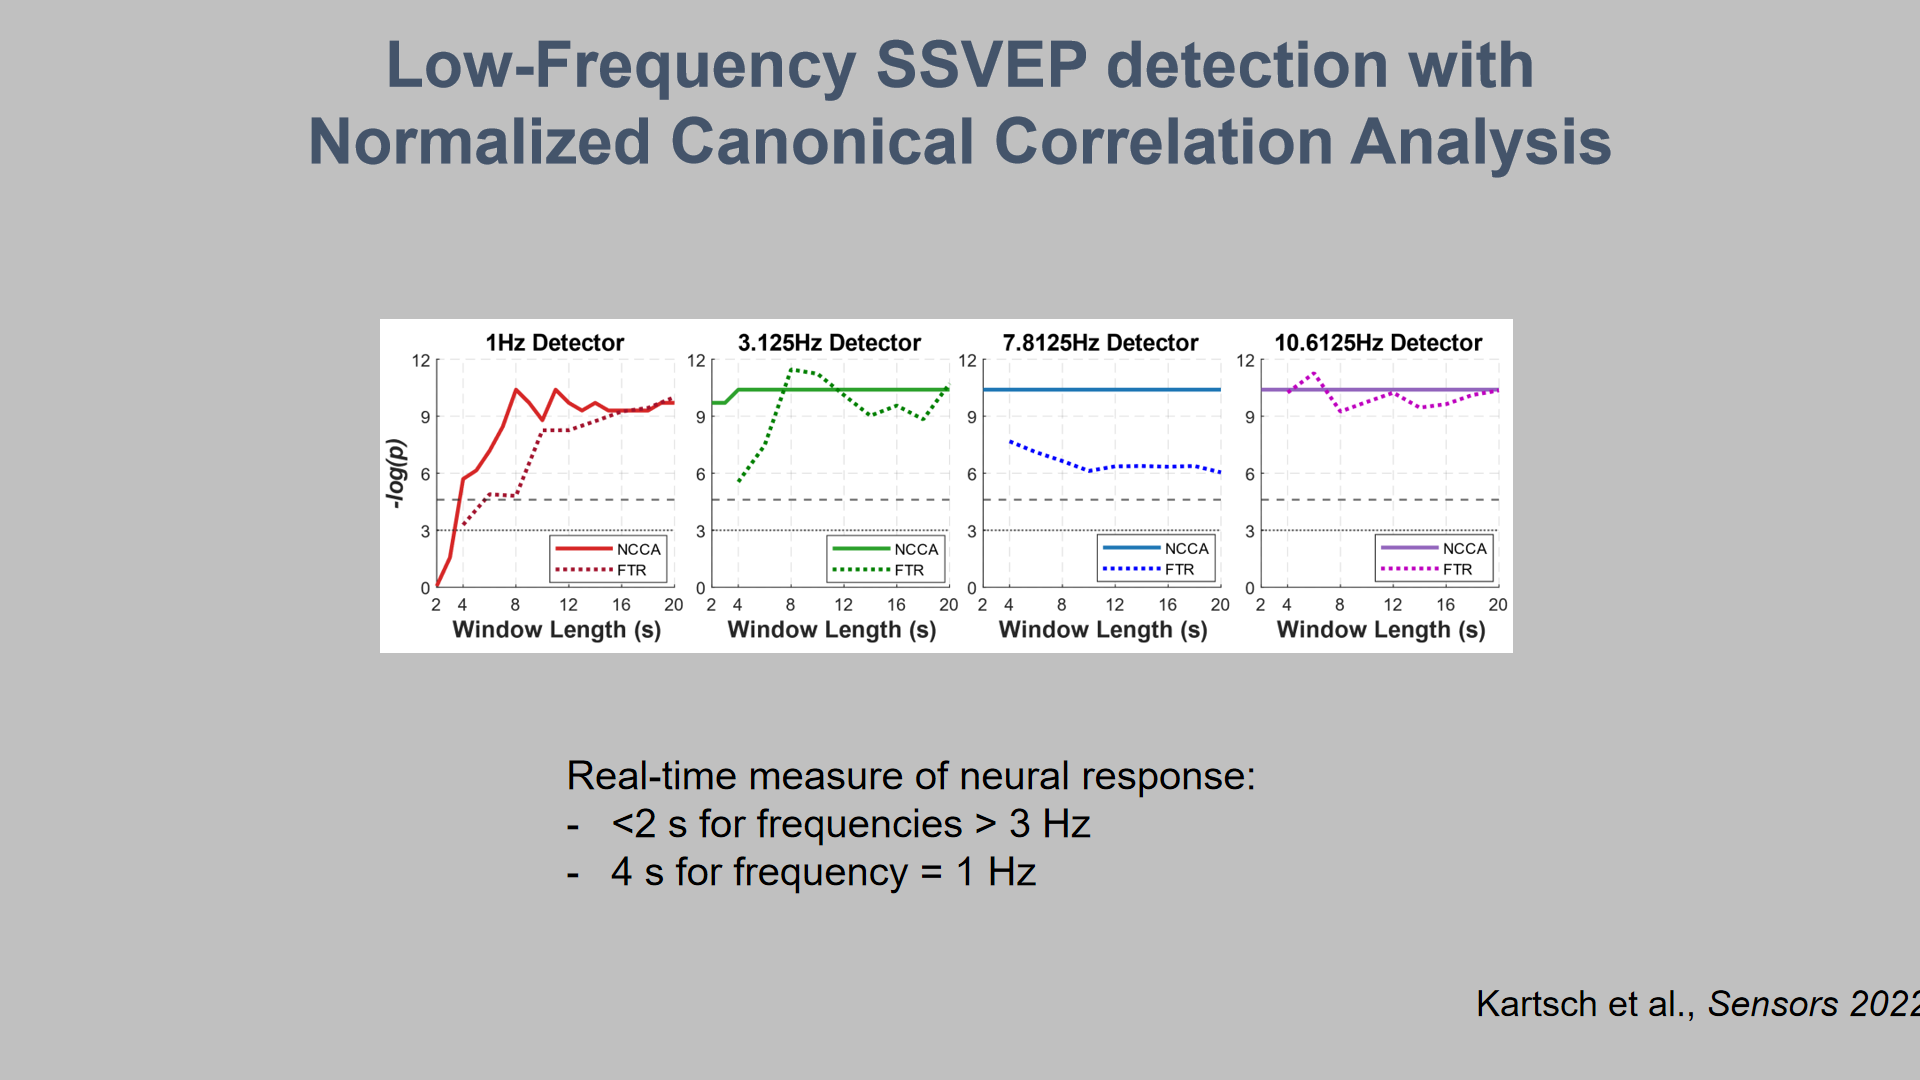 Low-Frequency SSVEP detection with
Normalized Canonical Correlation Analysis
1Hz Detector
12
9
6
3
0
-log(p)
NCCA
FTR
2 4 8 12 16 20
Window Length (s)
3.125Hz Detector
12
9
6
3
0
NCCA
FTR
2 4 8 12 16 20
Window Length (s)
7.8125Hz Detector
12
9
6
3
0
NCCA
FTR
2 4 8 12 16 20
Window Length (s)
10.6125Hz Detector
12
9
6
3
0
NCCA
FTR
2 4 8 12 16 20
Window Length (s)
Real-time measure of neural response:
- <2 s for frequencies > 3 Hz
- 4 s for frequency = 1 Hz
Kartsch et al., Sensors 2022